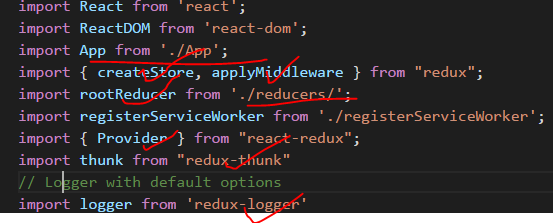 import React from 'react';
import ReactDOM from 'react-dom';
import App from './App';
import { createStore, applyMiddleware } from "redux";
import rootReducer from './reducers/';
import registerServiceWorker from './registerServiceWorker';
import { Provider } from "react-redux";
import thunk from "redux-thunk"
// Logger with default options
import logger from 'redux-logger'